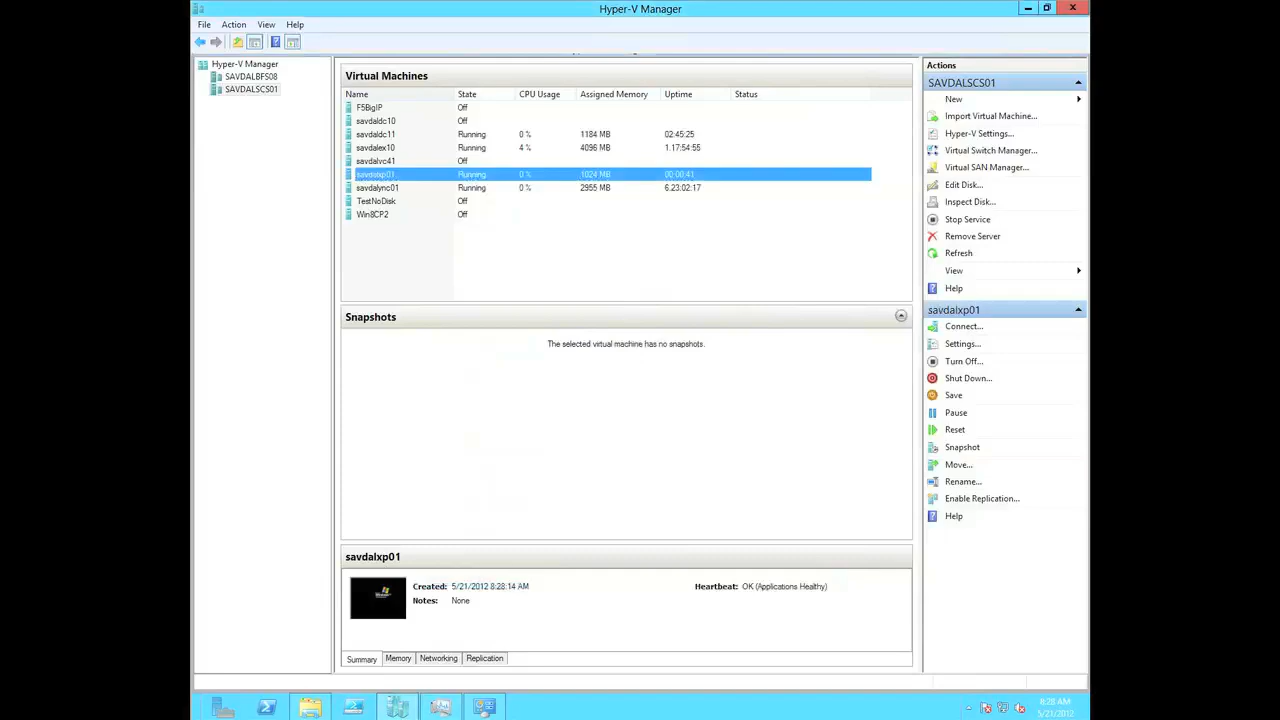 Hyper-V Manager
File Action View Help
Hyper-V Manager
SAVDALBFS08
SAVDALSCS01
Virtual Machines
Name State CPU Usage Assigned Memory Uptime Status
F5BigIP Off
savdaldc10 Off
savdaldc11 Running 0 % 1184 MB 02:45:25
savdalex10 Running 4 % 4096 MB 1.17:54:55
savdalvc41 Off
savdalxp01 Running 0 % 1024 MB 00:00:41
savdalync01 Running 0 % 2955 MB 6.23:02:17
TestNoDisk Off
Win8CP2 Off
Snapshots
The selected virtual machine has no snapshots.
savdalxp01
Created: 5/21/2012 8:28:14 AM Heartbeat: OK (Applications Healthy)
Notes: None
Summary Memory Networking Replication
Actions
SAVDALSCS01
New
Import Virtual Machine...
Hyper-V Settings...
Virtual Switch Manager...
Virtual SAN Manager...
Edit Disk...
Inspect Disk...
Stop Service
Remove Server
Refresh
View
Help
savdalxp01
Connect...
Settings...
Turn Off...
Shut Down...
Save
Pause
Reset
Snapshot
Move...
Rename...
Enable Replication...
Help
8:28 AM
5/21/2012